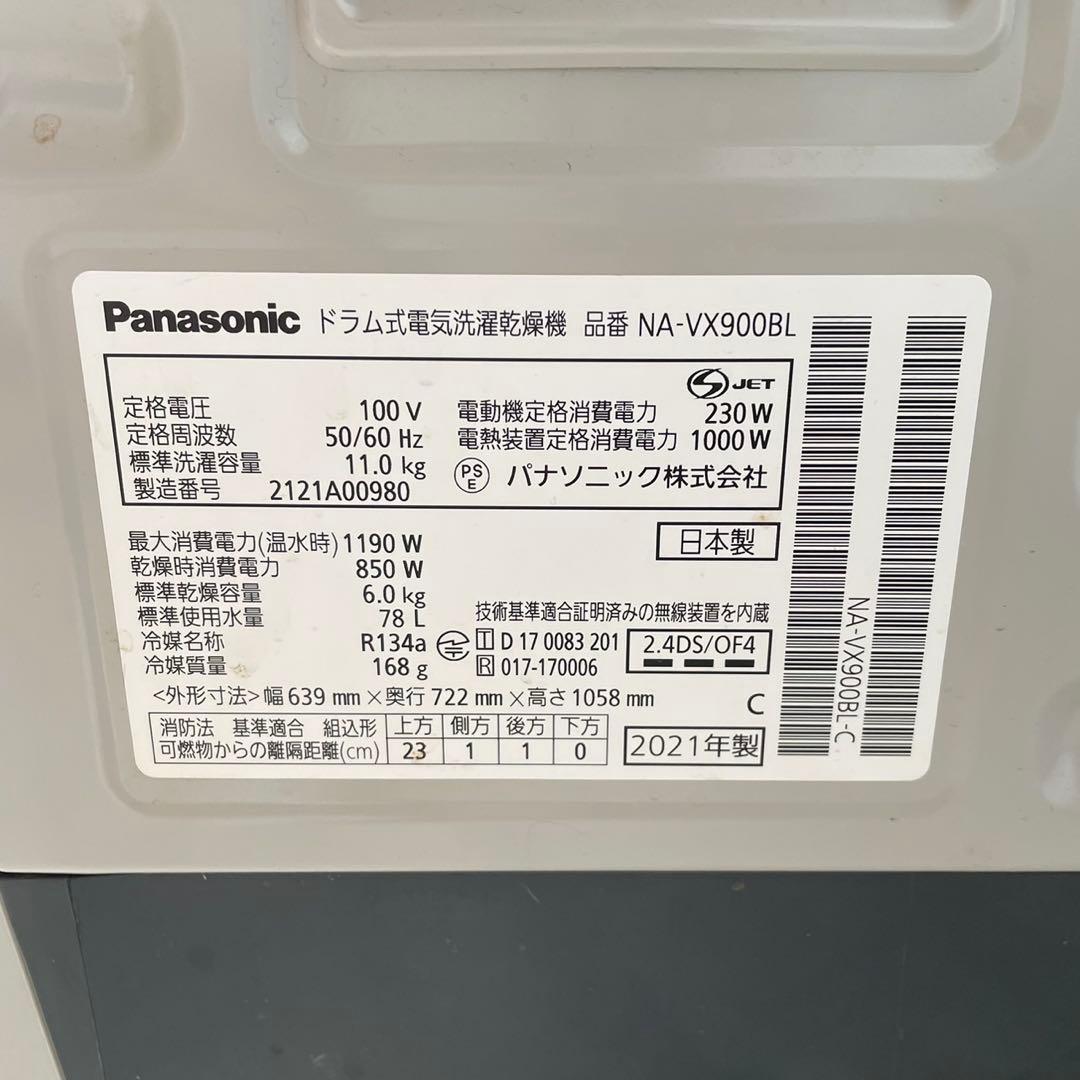 Panasonic ドラム式電気洗濯乾燥機 品番 NA-VX900BL
S JET
定格電圧 100 V 電動機定格消費電力 230 W
定格周波数 50/60 Hz 電熱装置定格消費電力 1000 W
標準洗濯容量 11.0 kg PSE パナソニック株式会社
製造番号 2121A00980
日本製
最大消費電力(温水時) 1190 W
乾燥時消費電力 850 W
標準乾燥容量 6.0 kg
標準使用水量 78 L 技術基準適合証明済みの無線装置を内蔵
冷媒名称 R134a T D 17 0083 201 2.4DS/OF4
冷媒質量 168 g R 017-170006
<外形寸法>幅 639 mm×奥行 722 mm×高さ 1058 mm C
消防法 基準適合 組込形 上方 側方 後方 下方
可燃物からの離隔距離(cm) 23 1 1 0 2021年製
NA-VX900BL-C